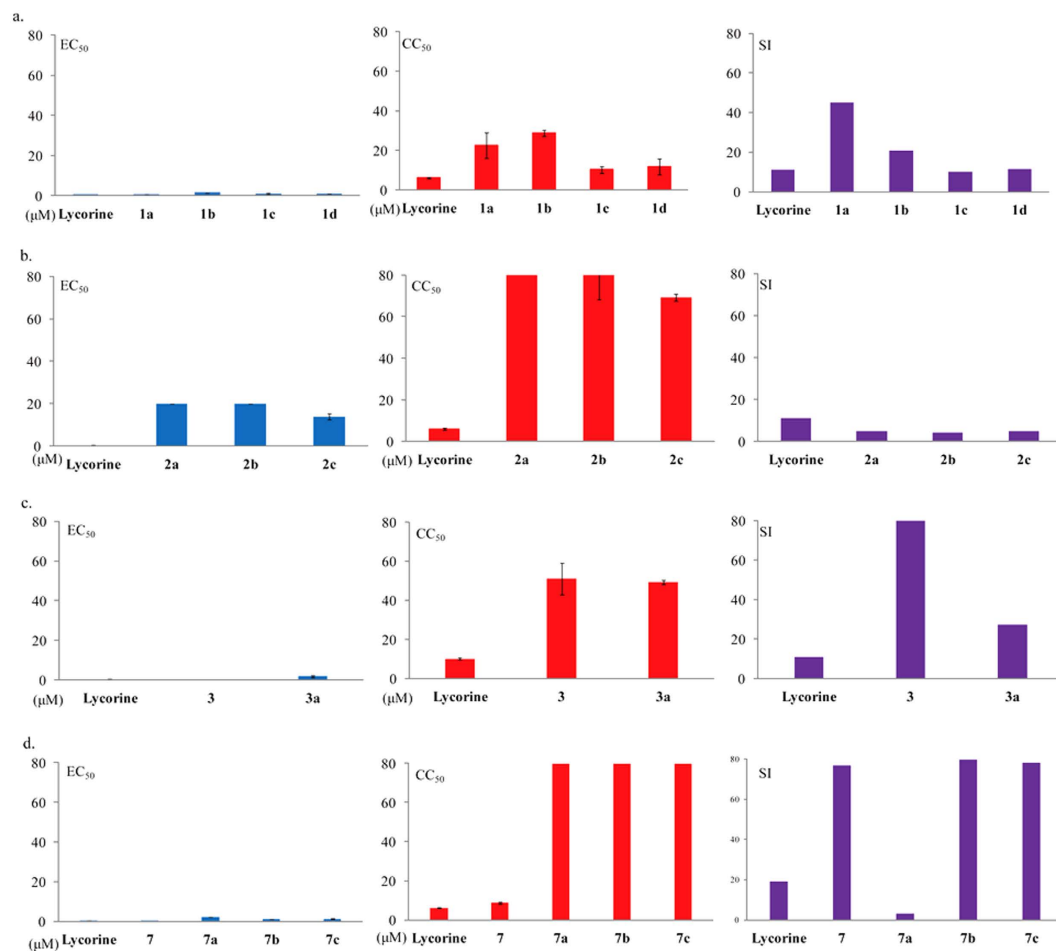 a.
EC50
80
60
40
20
0
(μM) Lycorine 1a 1b 1c 1d
CC50
80
60
40
20
0
(μM) Lycorine 1a 1b 1c 1d
SI
80
60
40
20
0
Lycorine 1a 1b 1c 1d
b.
EC50
80
60
40
20
0
(μM) Lycorine 2a 2b 2c
CC50
80
60
40
20
0
(μM) Lycorine 2a 2b 2c
SI
80
60
40
20
0
Lycorine 2a 2b 2c
c.
EC50
80
60
40
20
0
(μM) Lycorine 3 3a
CC50
80
60
40
20
0
(μM) Lycorine 3 3a
SI
80
60
40
20
0
Lycorine 3 3a
d.
EC50
80
60
40
20
0
(μM) Lycorine 7 7a 7b 7c
CC50
80
60
40
20
0
(μM) Lycorine 7 7a 7b 7c
SI
80
60
40
20
0
Lycorine 7 7a 7b 7c